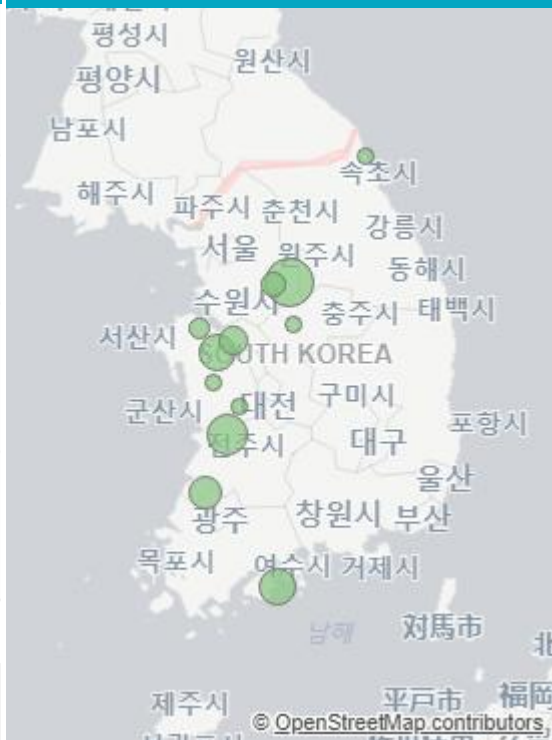 평성시
원산시
평양시
남포시
속초시
해주시
파주시 춘천시
강릉시
서울 원주시
동해시
수원시
충주시 태백시
서산시
SOUTH KOREA
구미시
대전
군산시
포항시
대구
전주시
울산
창원시 부산
광주
목포시 여수시 거제시
남해
対馬市
北
제주시
平戸市 福岡
© OpenStreetMap contributors